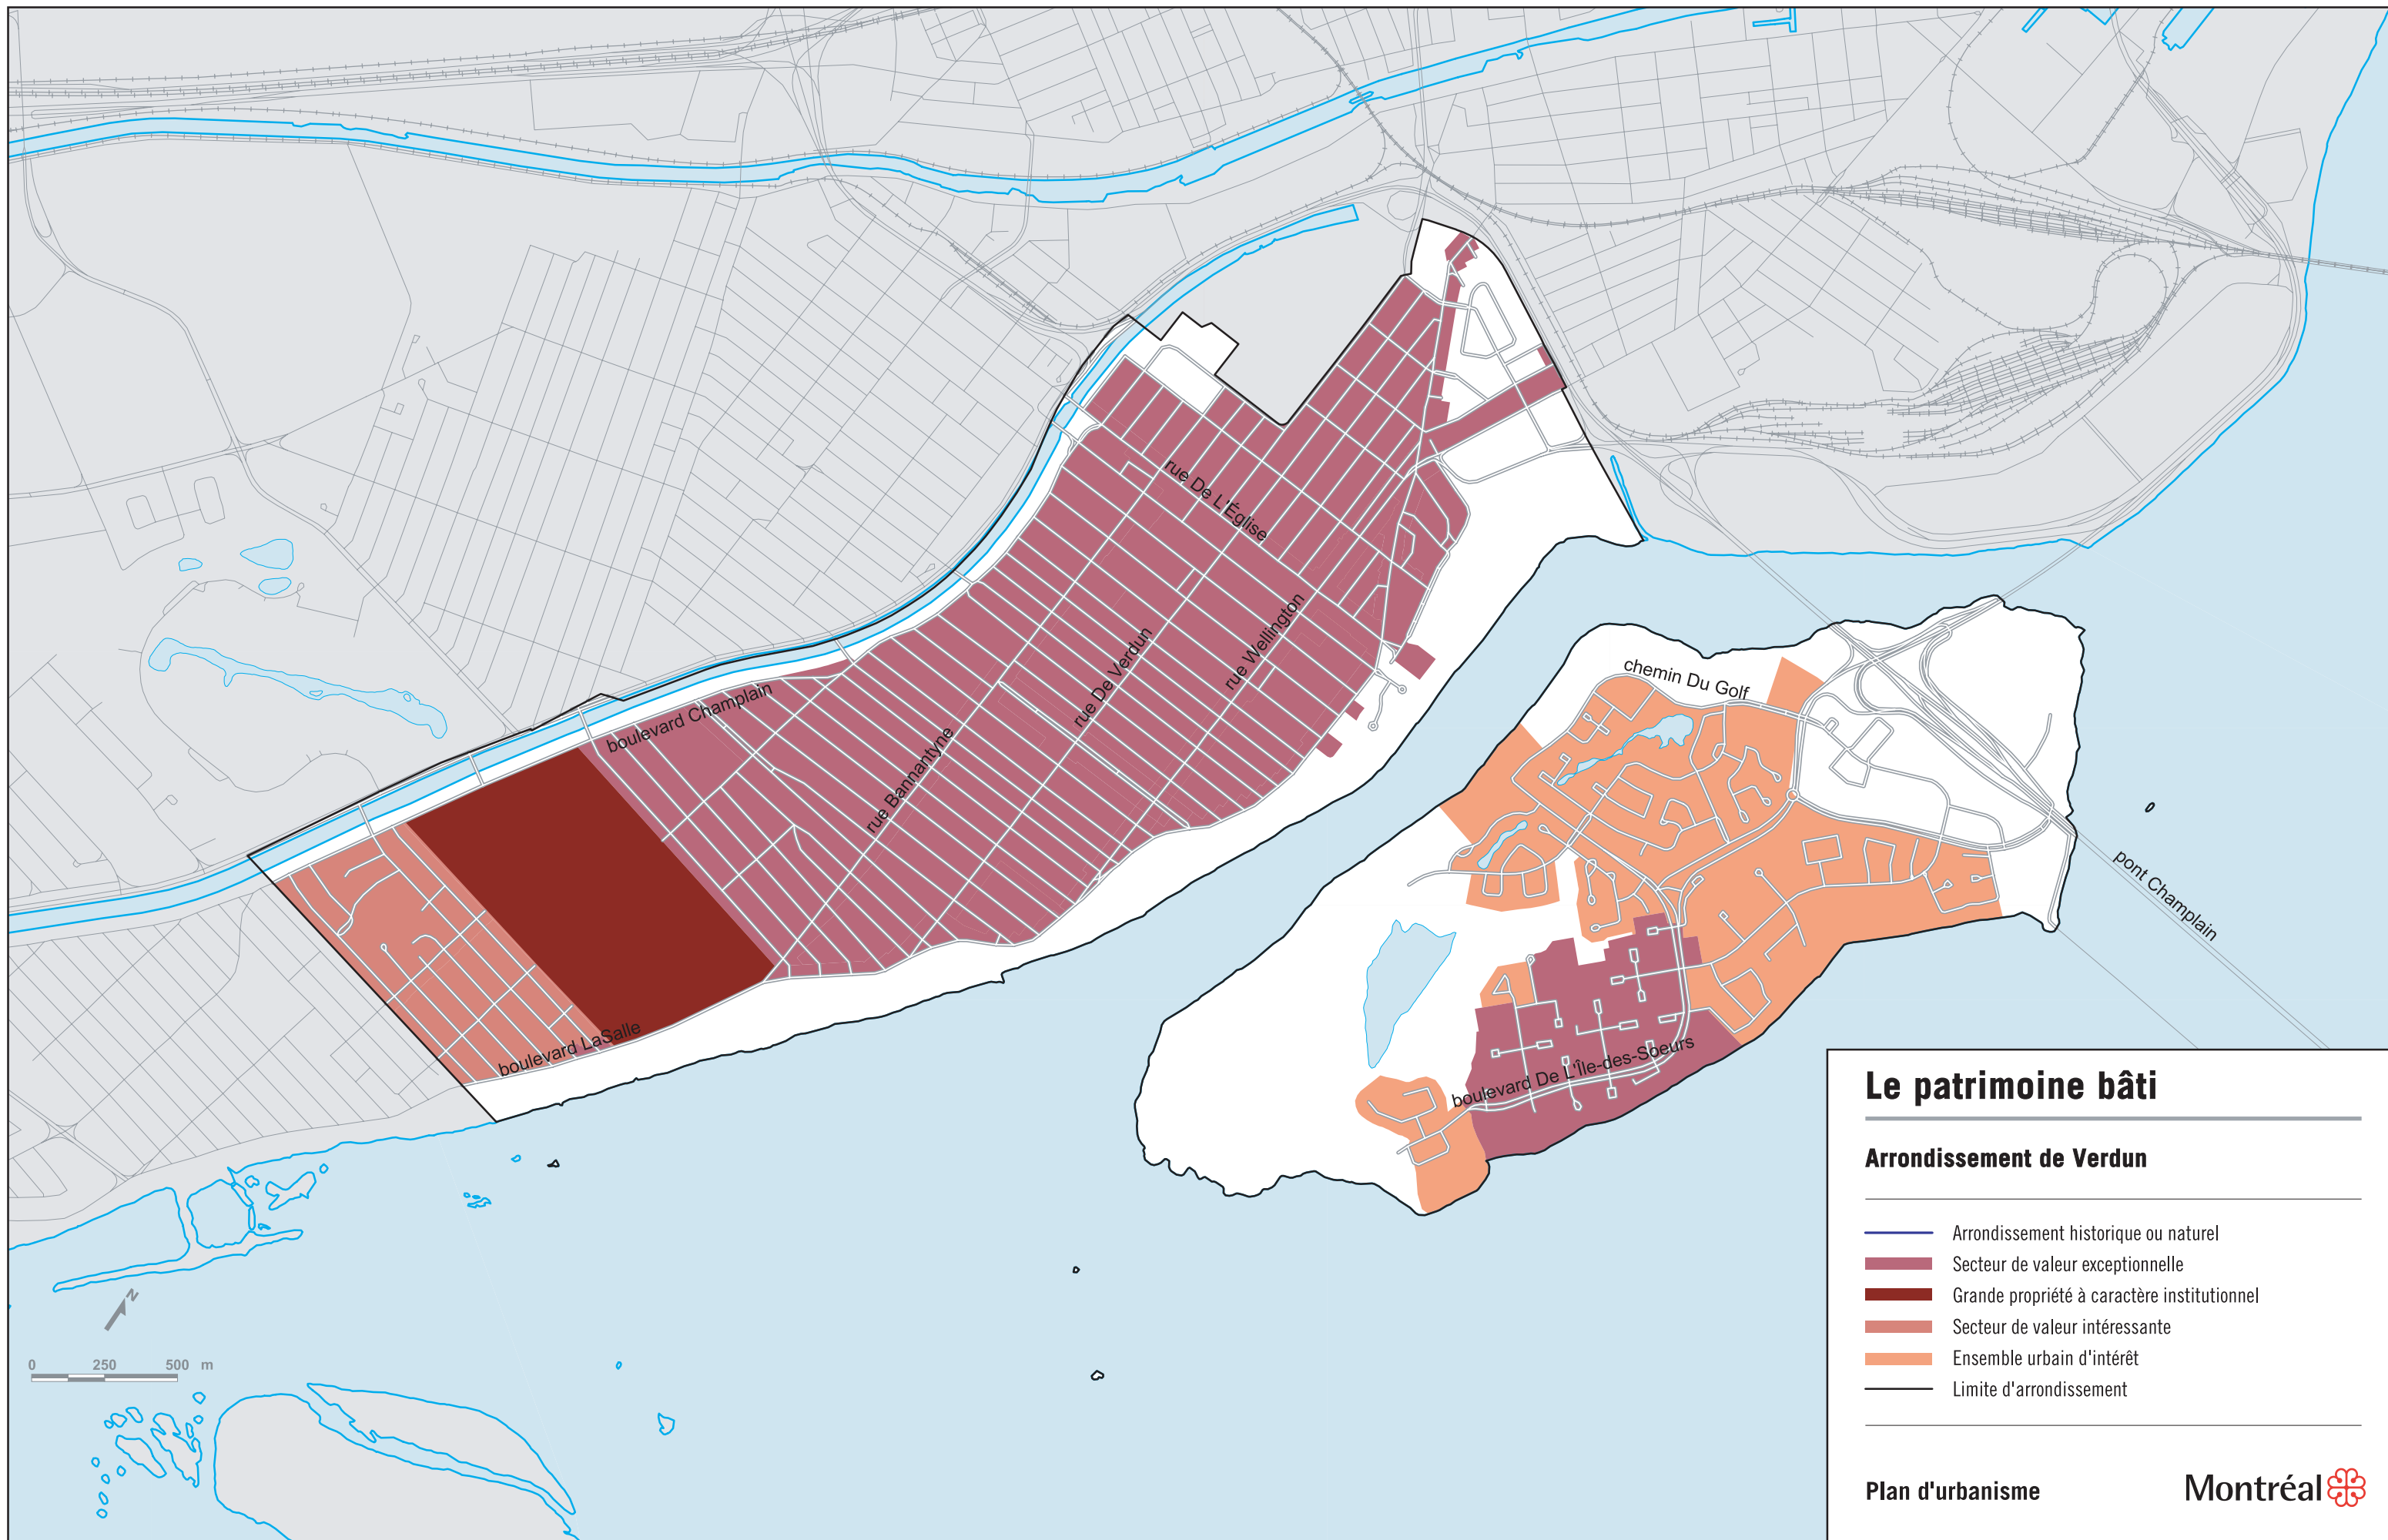 rue De L'Église
rue Wellington
rue De Verdun
chemin Du Golf
boulevard Champlain
rue Bannantyne
pont Champlain
boulevard LaSalle
boulevard De L'Île-des-Soeurs
N
0 250 500 m
Le patrimoine bâti
Arrondissement de Verdun
Arrondissement historique ou naturel
Secteur de valeur exceptionnelle
Grande propriété à caractère institutionnel
Secteur de valeur intéressante
Ensemble urbain d'intérêt
Limite d'arrondissement
Plan d'urbanisme
Montréal